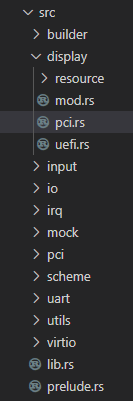 src
builder
display
resource
mod.rs
pci.rs
uefi.rs
input
io
irq
mock
pci
scheme
uart
utils
virtio
lib.rs
prelude.rs